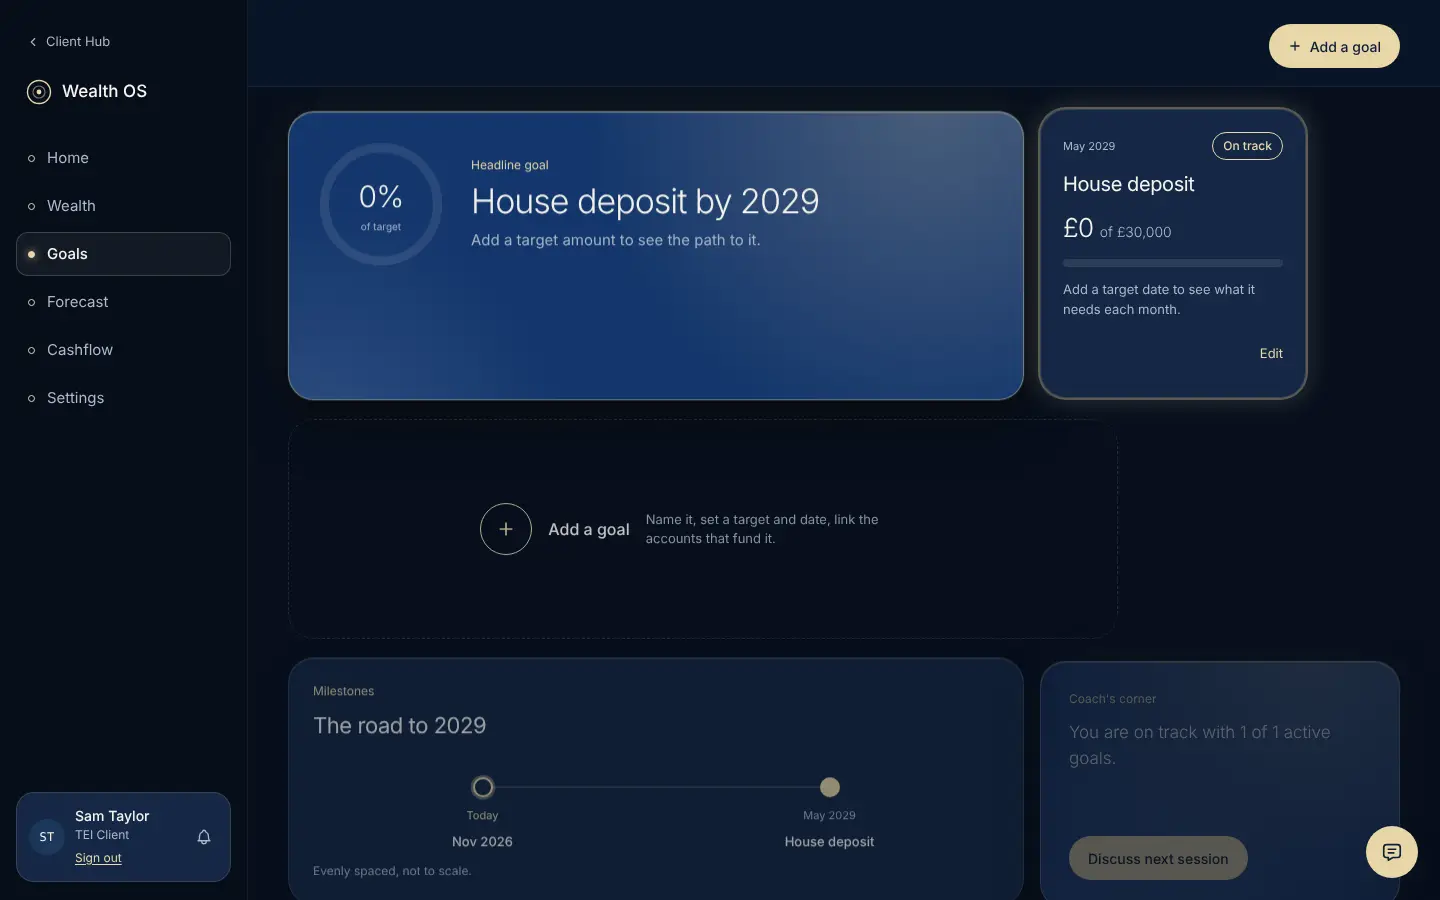 Client Hub
Wealth OS
Home
Wealth
Goals
Forecast
Cashflow
Settings
ST
Sam Taylor
TEI Client
Sign out
+ Add a goal
0%
of target
Headline goal
House deposit by 2029
Add a target amount to see the path to it.
May 2029
On track
House deposit
£0 of £30,000
Add a target date to see what it
needs each month.
Edit
Add a goal
Name it, set a target and date, link the
accounts that fund it.
Milestones
The road to 2029
Today
Nov 2026
May 2029
House deposit
Evenly spaced, not to scale.
Coach's corner
You are on track with 1 of 1 active
goals.
Discuss next session